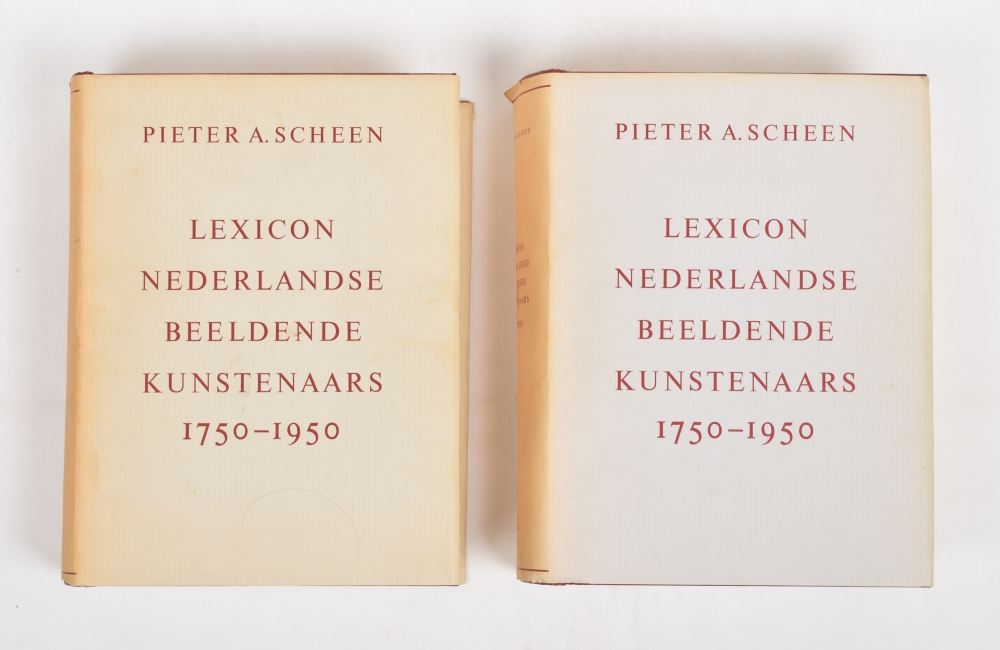 PIETER A. SCHEEN
LEXICON
NEDERLANDSE
BEELDENDE
KUNSTENAARS
1750–1950
PIETER A. SCHEEN
LEXICON
NEDERLANDSE
BEELDENDE
KUNSTENAARS
1750–1950